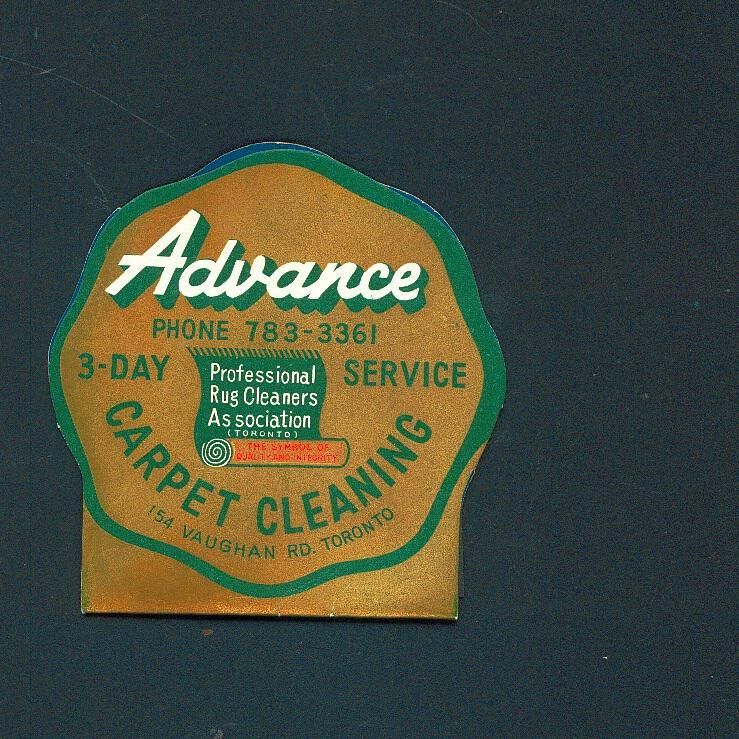 Advance
PHONE 783-3361
3-DAY SERVICE
Professional
Rug Cleaners
Association
(TORONTO)
THE SYMBOL OF
QUALITY AND INTEGRITY
CARPET CLEANING
154 VAUGHAN RD. TORONTO